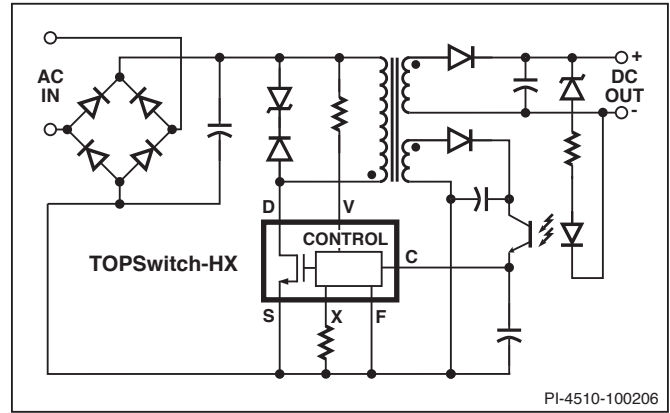 AC
IN
+
DC
OUT
-
D
V
CONTROL
C
TOPSwitch-HX
S
X
F
PI-4510-100206